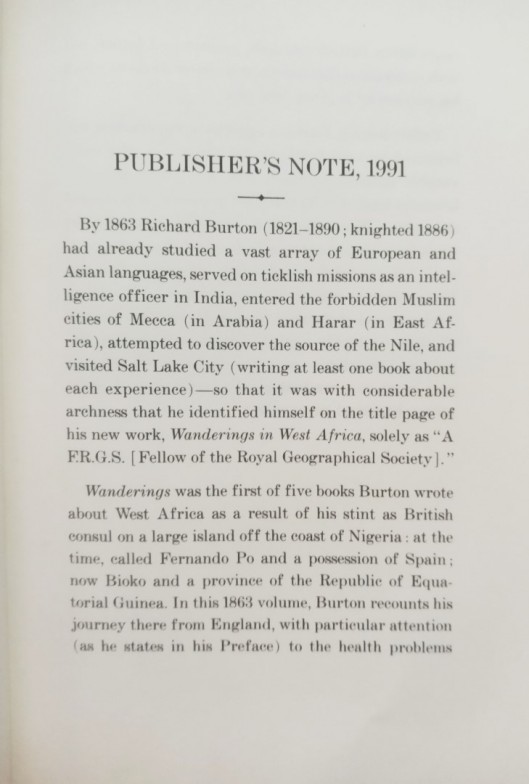 PUBLISHER'S NOTE, 1991
By 1863 Richard Burton (1821–1890; knighted 1886)
had already studied a vast array of European and
Asian languages, served on ticklish missions as an intel-
ligence officer in India, entered the forbidden Muslim
cities of Mecca (in Arabia) and Harar (in East Af-
rica), attempted to discover the source of the Nile, and
visited Salt Lake City (writing at least one book about
each experience)—so that it was with considerable
archness that he identified himself on the title page of
his new work, Wanderings in West Africa, solely as "A
F.R.G.S. [Fellow of the Royal Geographical Society]."
Wanderings was the first of five books Burton wrote
about West Africa as a result of his stint as British
consul on a large island off the coast of Nigeria: at the
time, called Fernando Po and a possession of Spain;
now Bioko and a province of the Republic of Equa-
torial Guinea. In this 1863 volume, Burton recounts his
journey there from England, with particular attention
(as he states in his Preface) to the health problems